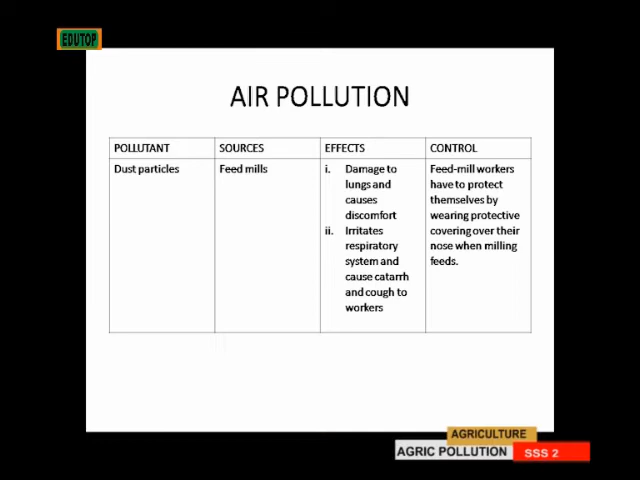 EDUTOP
AIR POLLUTION
POLLUTANT
SOURCES
EFFECTS
CONTROL
Dust particles
Feed mills
i. Damage to
lungs and
causes
discomfort
ii. Irritates
respiratory
system and
cause catarrh
and cough to
workers
Feed-mill workers
have to protect
themselves by
wearing protective
covering over their
nose when milling
feeds.
AGRICULTURE
AGRIC POLLUTION SSS 2